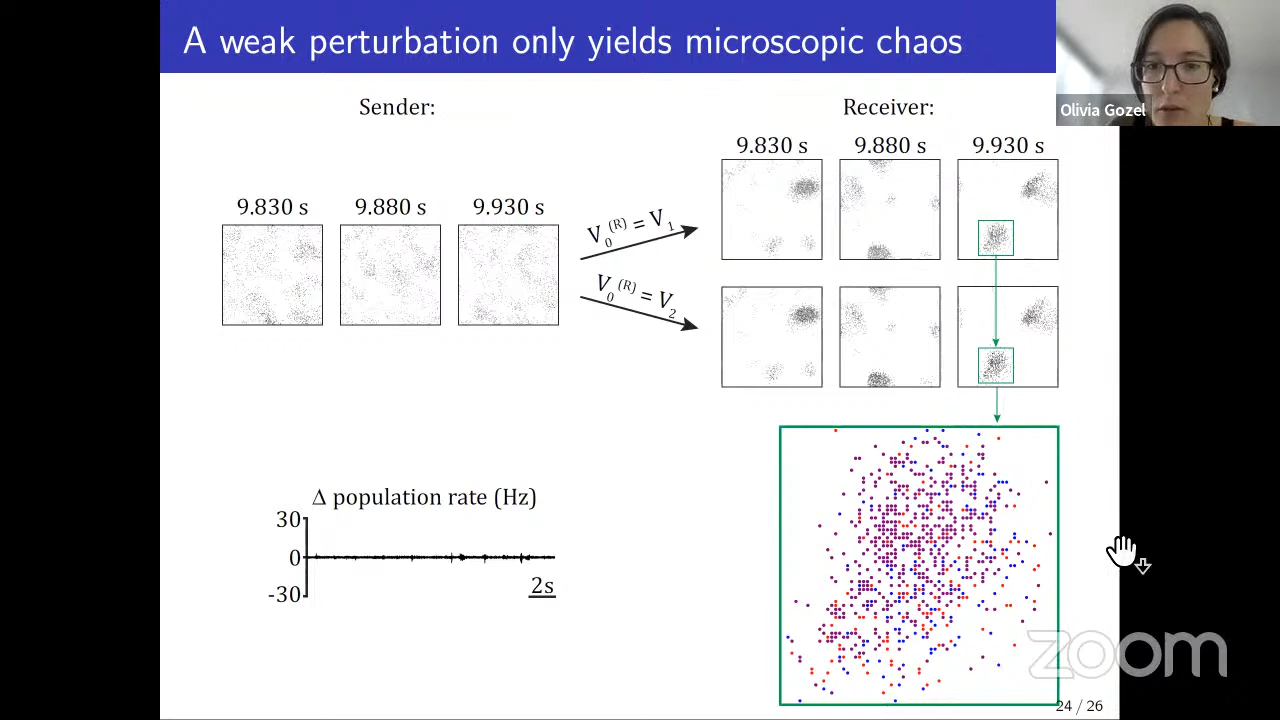 A weak perturbation only yields microscopic chaos
Olivia Gozel
Sender:
Receiver:
9.830 s 9.880 s 9.930 s
9.830 s 9.880 s 9.930 s
V₀⁽ᴿ⁾ = V₁
V₀⁽ᴿ⁾ = V₂
Δ population rate (Hz)
30
0
-30
2s
zoom
24 / 26